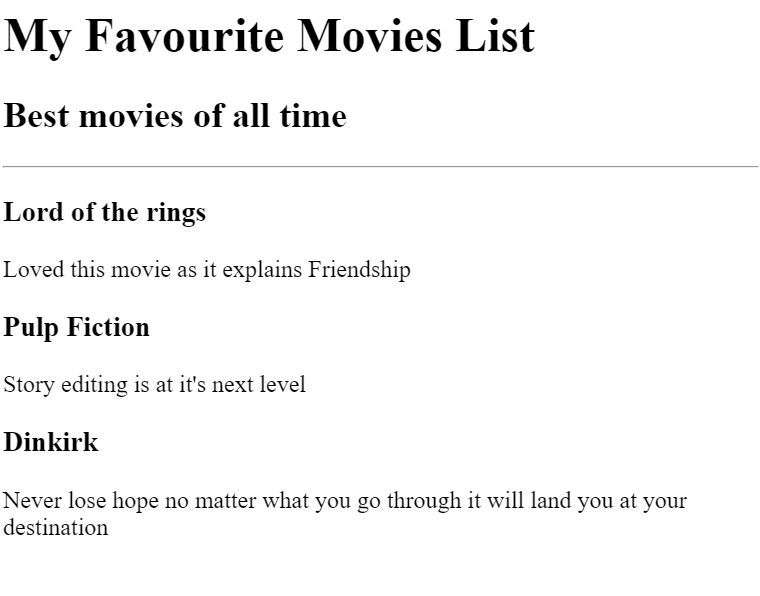 My Favourite Movies List
Best movies of all time
Lord of the rings
Loved this movie as it explains Friendship
Pulp Fiction
Story editing is at it's next level
Dinkirk
Never lose hope no matter what you go through it will land you at your
destination